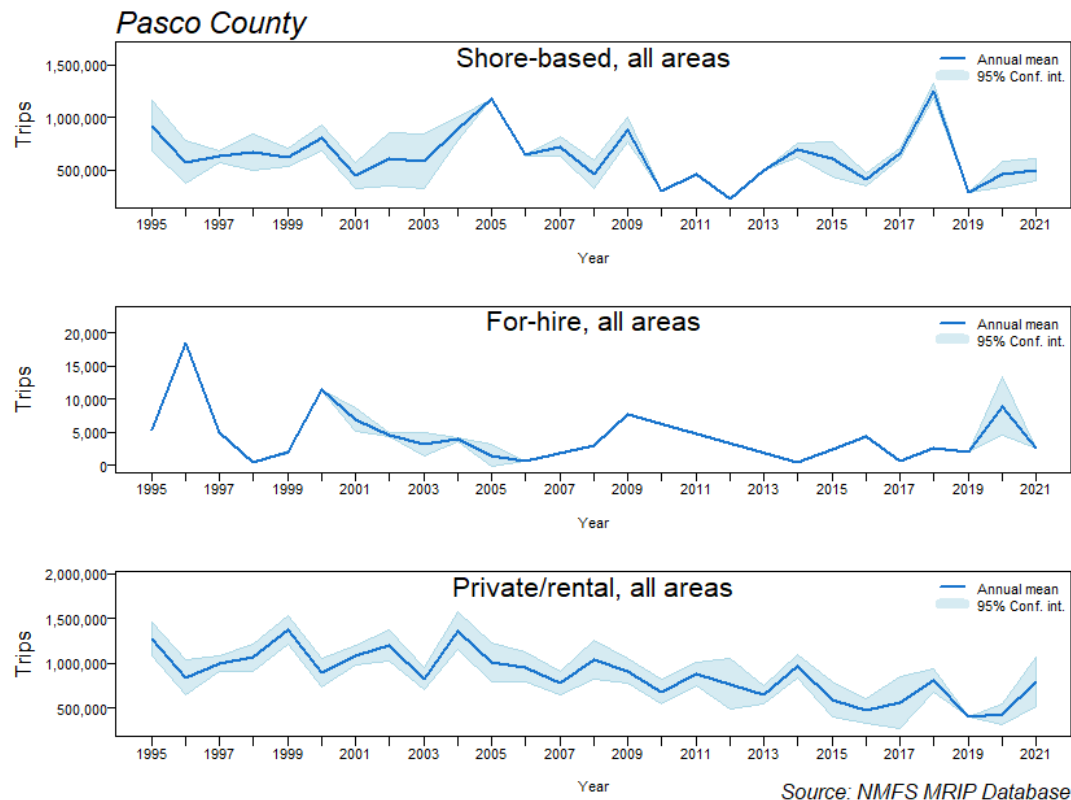 Pasco County
Shore-based, all areas
Annual mean
95% Conf. int.
1,500,000
1,000,000
500,000
Trips
1995 1997 1999 2001 2003 2005 2007 2009 2011 2013 2015 2017 2019 2021
Year
For-hire, all areas
Annual mean
95% Conf. int.
20,000
15,000
10,000
5,000
0
Trips
1995 1997 1999 2001 2003 2005 2007 2009 2011 2013 2015 2017 2019 2021
Year
Private/rental, all areas
Annual mean
95% Conf. int.
2,000,000
1,500,000
1,000,000
500,000
Trips
1995 1997 1999 2001 2003 2005 2007 2009 2011 2013 2015 2017 2019 2021
Year
Source: NMFS MRIP Database